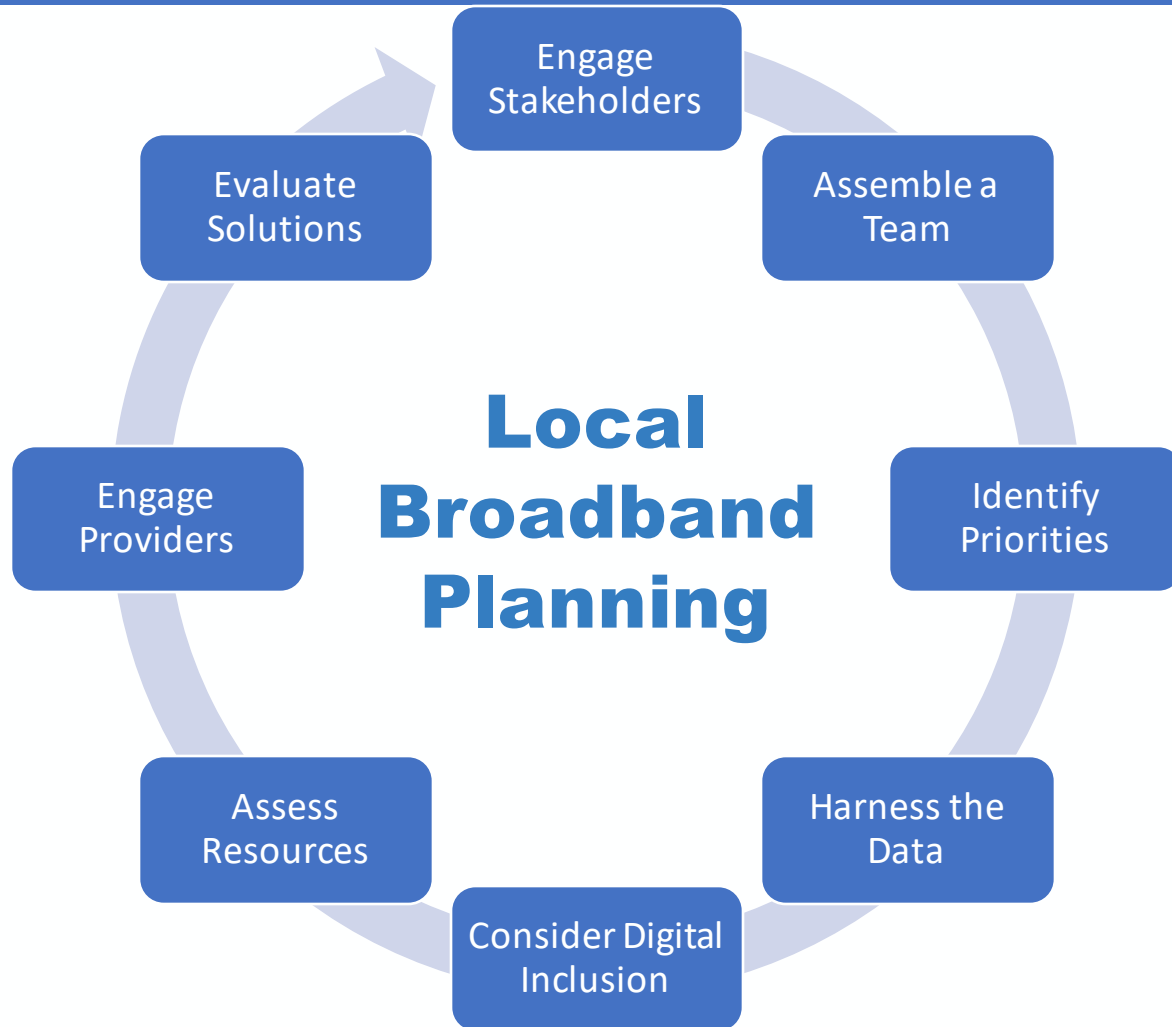 Engage
Stakeholders
Assemble a
Team
Identify
Priorities
Harness the
Data
Consider Digital
Inclusion
Assess
Resources
Engage
Providers
Evaluate
Solutions
Local
Broadband
Planning